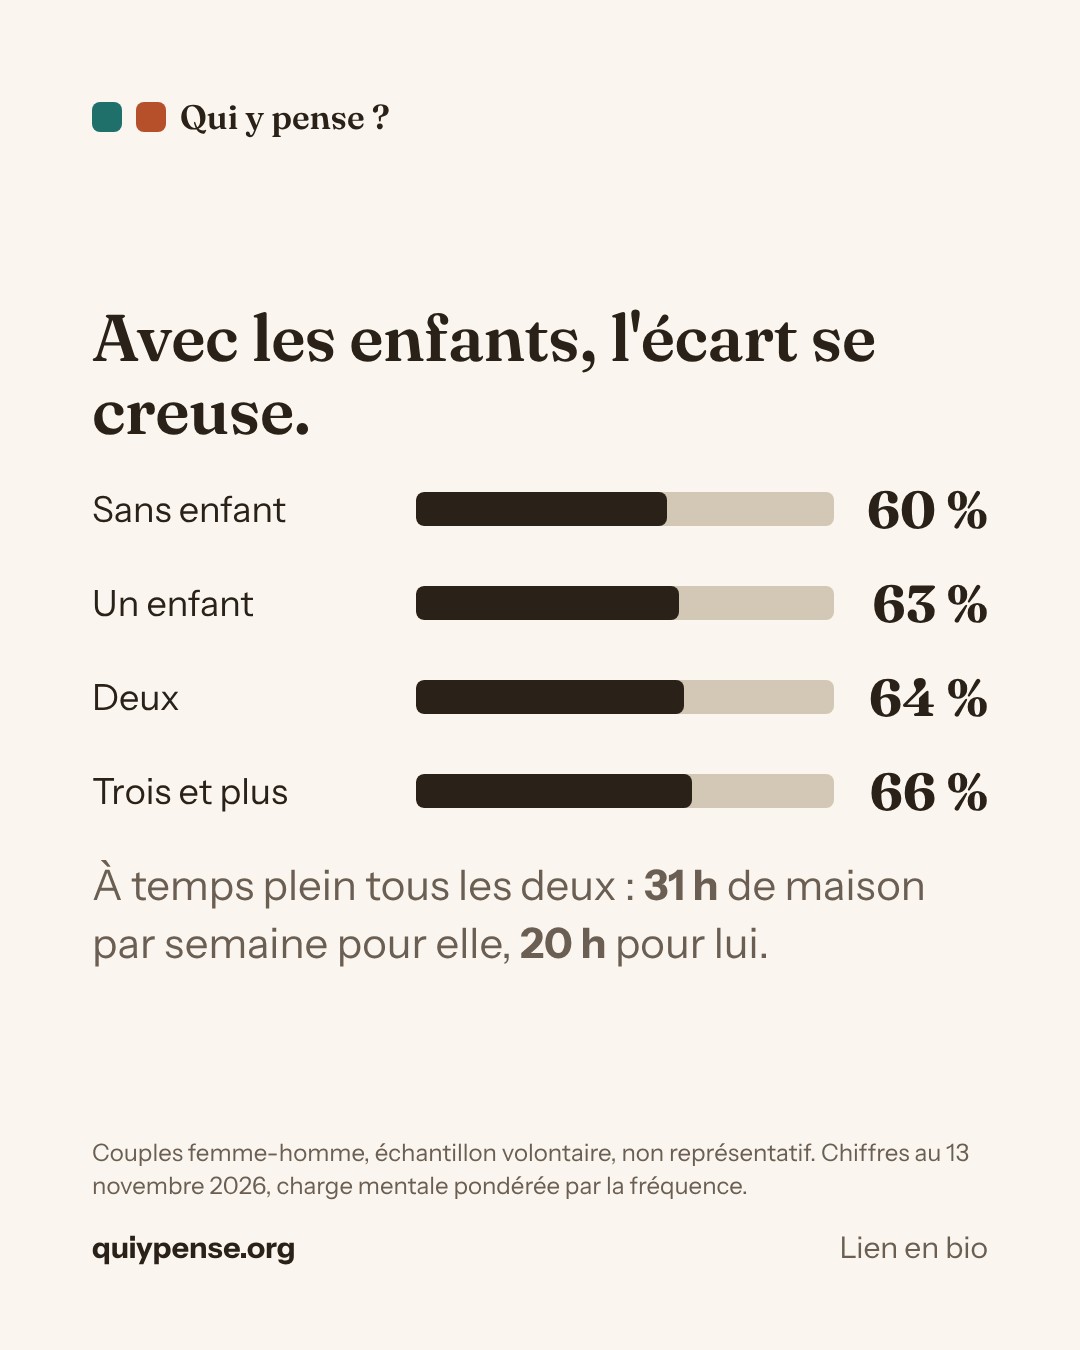 Qui y pense ?
Avec les enfants, l'écart se
creuse.
Sans enfant 60 %
Un enfant 63 %
Deux 64 %
Trois et plus 66 %
À temps plein tous les deux : 31 h de maison
par semaine pour elle, 20 h pour lui.
Couples femme-homme, échantillon volontaire, non représentatif. Chiffres au 13
novembre 2026, charge mentale pondérée par la fréquence.
quiypense.org Lien en bio